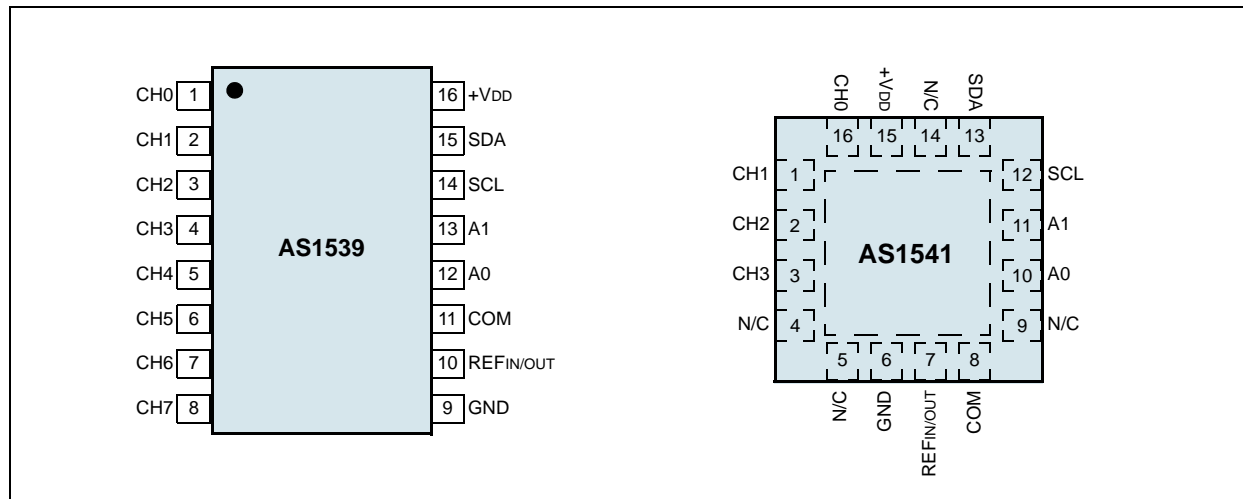 CH0 1 16 +VDD
CH1 2 15 SDA
CH2 3 14 SCL
CH3 4 13 A1
CH4 5 12 A0
CH5 6 11 COM
CH6 7 10 REFIN/OUT
CH7 8 9 GND
AS1539
CH0 +VDD N/C SDA
16 15 14 13
CH1 1 12 SCL
CH2 2 11 A1
AS1541
CH3 3 10 A0
N/C 4 9 N/C
5 6 7 8
N/C GND REFIN/OUT COM